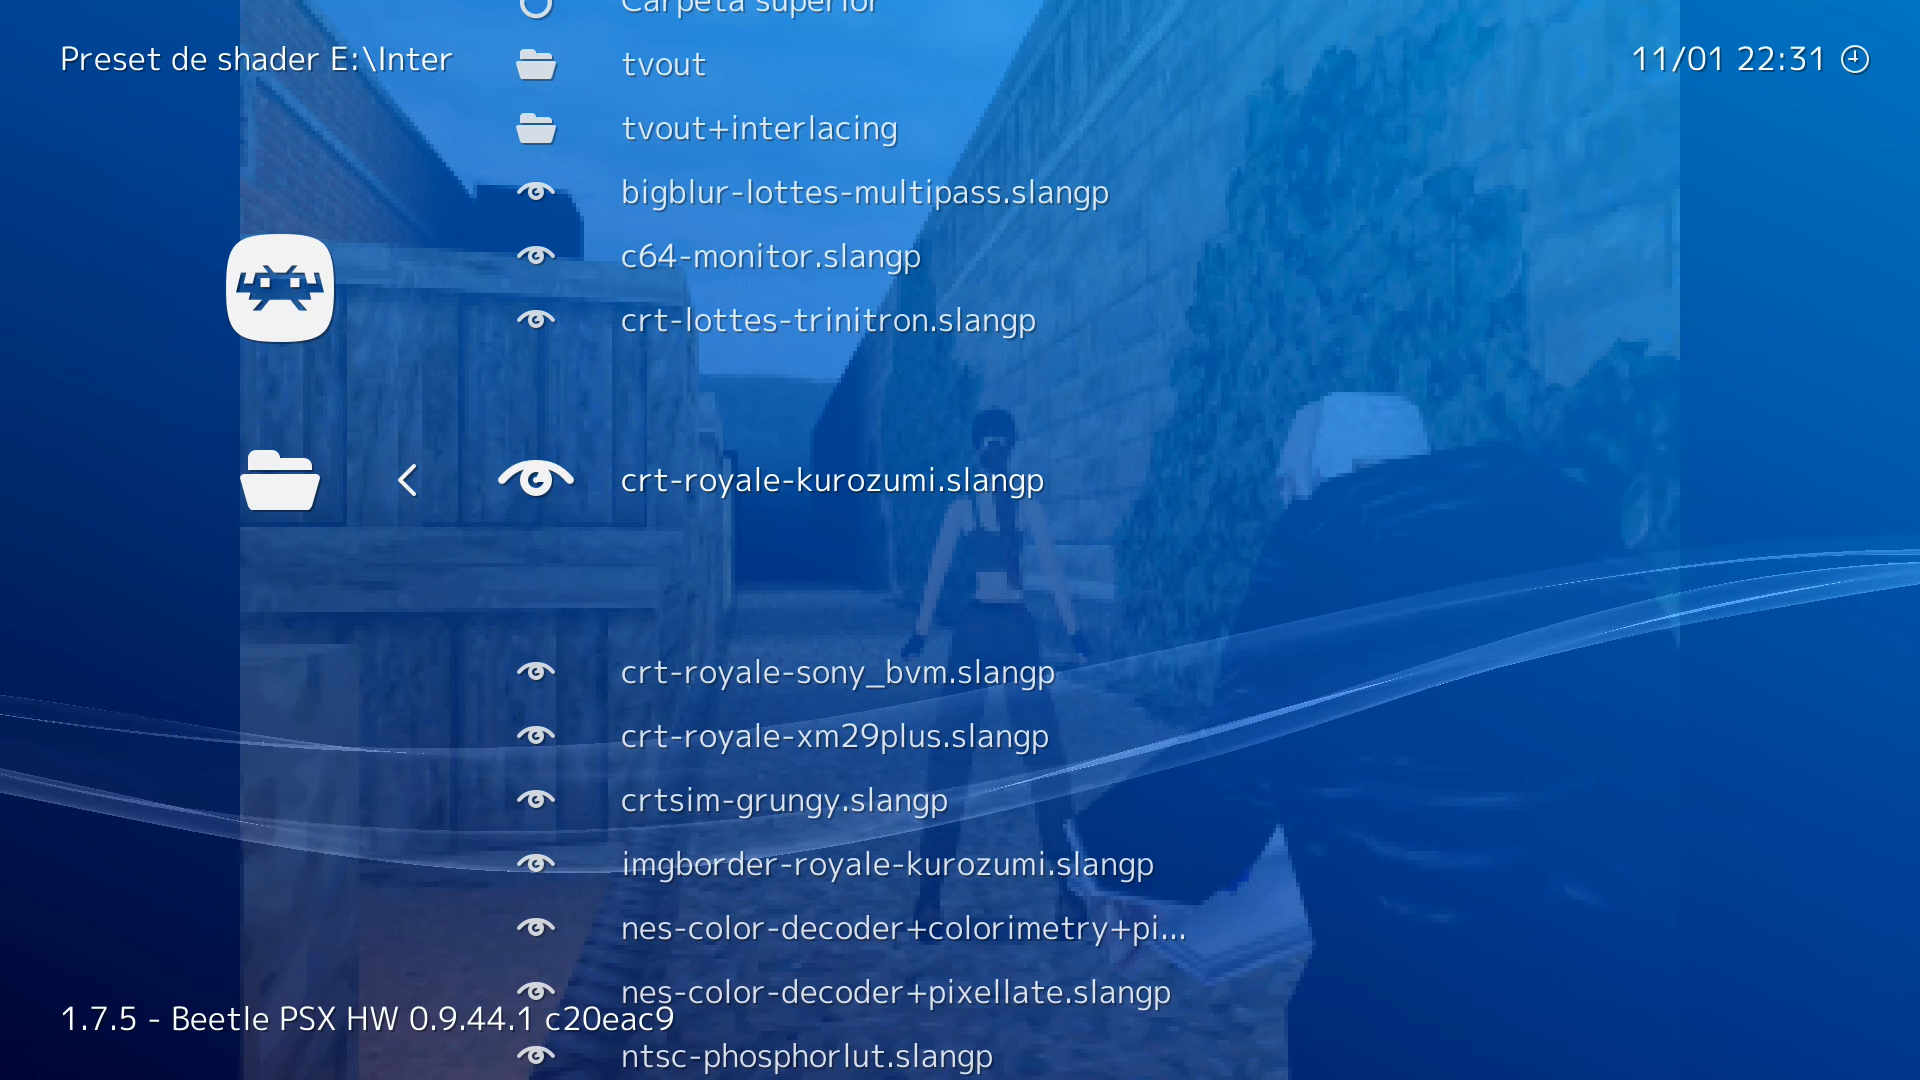 Carpeta superior
Preset de shader E:\Inter
11/01 22:31
tvout
tvout+interlacing
bigblur-lottes-multipass.slangp
c64-monitor.slangp
crt-lottes-trinitron.slangp
crt-royale-kurozumi.slangp
crt-royale-sony_bvm.slangp
crt-royale-xm29plus.slangp
crtsim-grungy.slangp
imgborder-royale-kurozumi.slangp
nes-color-decoder+colorimetry+pi...
nes-color-decoder+pixellate.slangp
1.7.5 - Beetle PSX HW 0.9.44.1 c20eac9
ntsc-phosphorlut.slangp